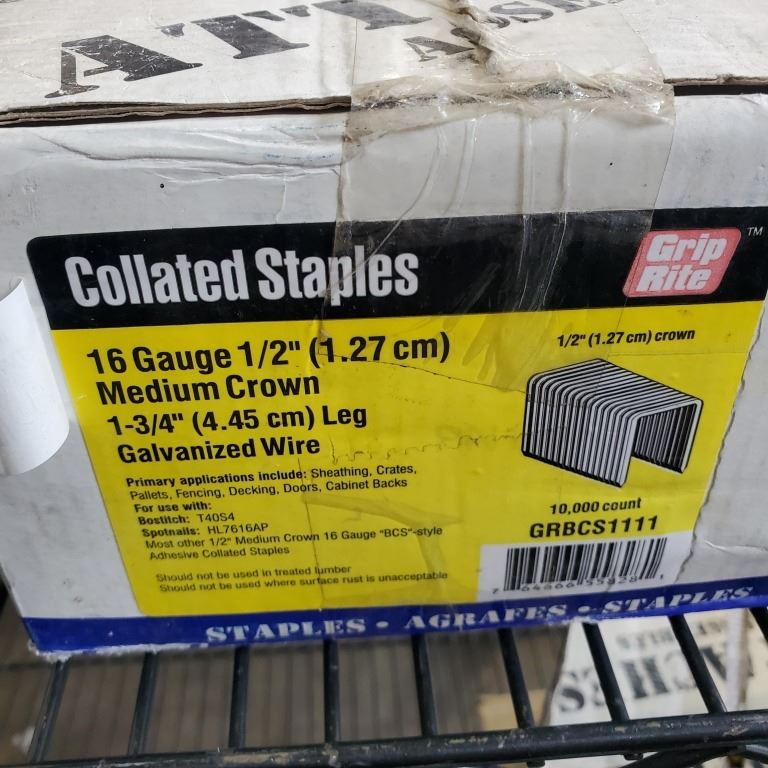 ATT
Collated Staples
Grip
Rite
TM
16 Gauge 1/2" (1.27 cm)
Medium Crown
1-3/4" (4.45 cm) Leg
Galvanized Wire
1/2" (1.27 cm) crown
Primary applications include: Sheathing, Crates,
Pallets, Fencing, Decking, Doors, Cabinet Backs
For use with:
Bostitch: T40S4
Spotnails: HL7616AP
Most other 1/2" Medium Crown 16 Gauge "BCS"-style
Adhesive Collated Staples
Should not be used in treated lumber
Should not be used where surface rust is unacceptable
10,000 count
GRBCS1111
STAPLES • AGRAFES • STAPLES